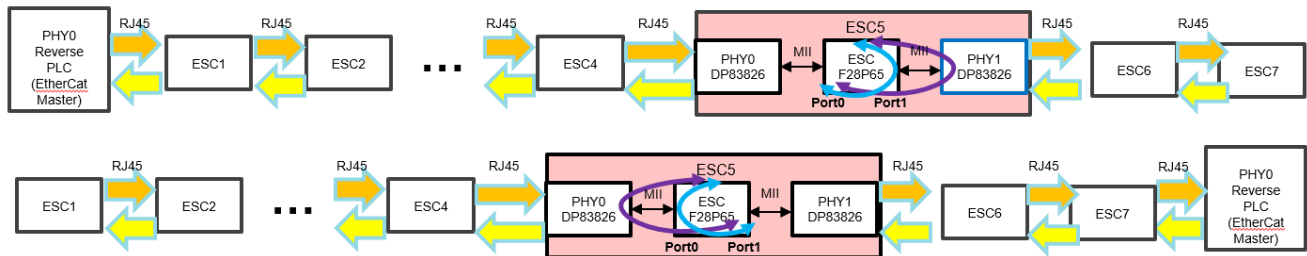 RJ45 RJ45 RJ45 RJ45 ESC5 RJ45 RJ45
PHY0
Reverse
PLC
(EtherCat
Master)
ESC1
ESC2
...
ESC4
PHY0
DP83826
MII
ESC
F28P65
MII
PHY1
DP83826
Port0 Port1
ESC6
ESC7
RJ45 RJ45 RJ45 ESC5 RJ45 RJ45 RJ45
ESC1
ESC2
...
ESC4
PHY0
DP83826
MII
ESC
F28P65
MII
PHY1
DP83826
Port0 Port1
ESC6
ESC7
PHY0
Reverse
PLC
(EtherCat
Master)